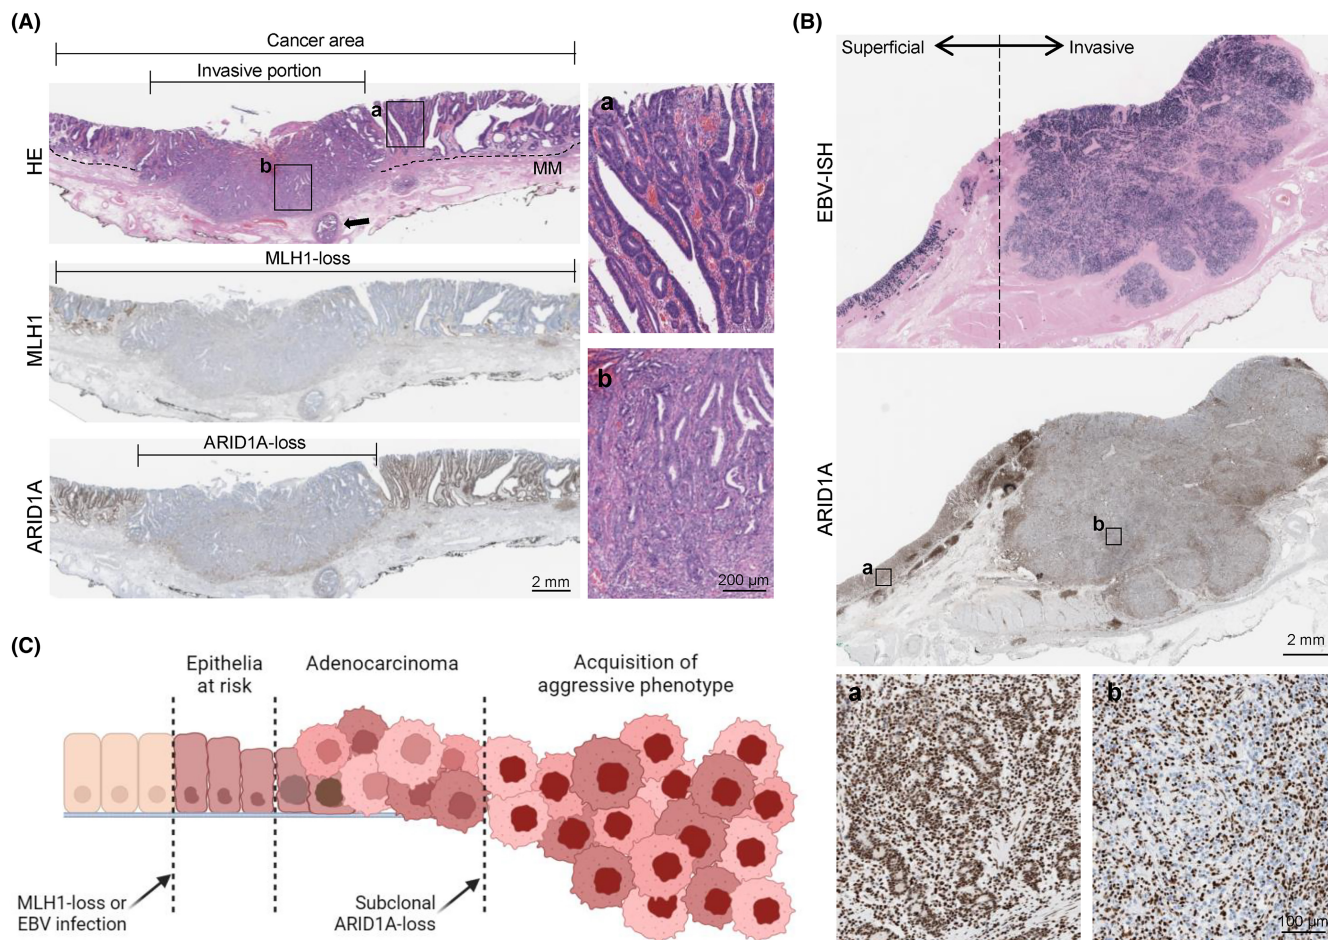 (A)
Cancer area
Invasive portion
HE
a
b
MM
MLH1-loss
MLH1
ARID1A-loss
ARID1A
2 mm
a
b
200 µm
(B)
Superficial
Invasive
EBV-ISH
ARID1A
a
b
2 mm
a
b
100 µm
(C)
Epithelia
at risk
Adenocarcinoma
Acquisition of
aggressive phenotype
MLH1-loss or
EBV infection
Subclonal
ARID1A-loss